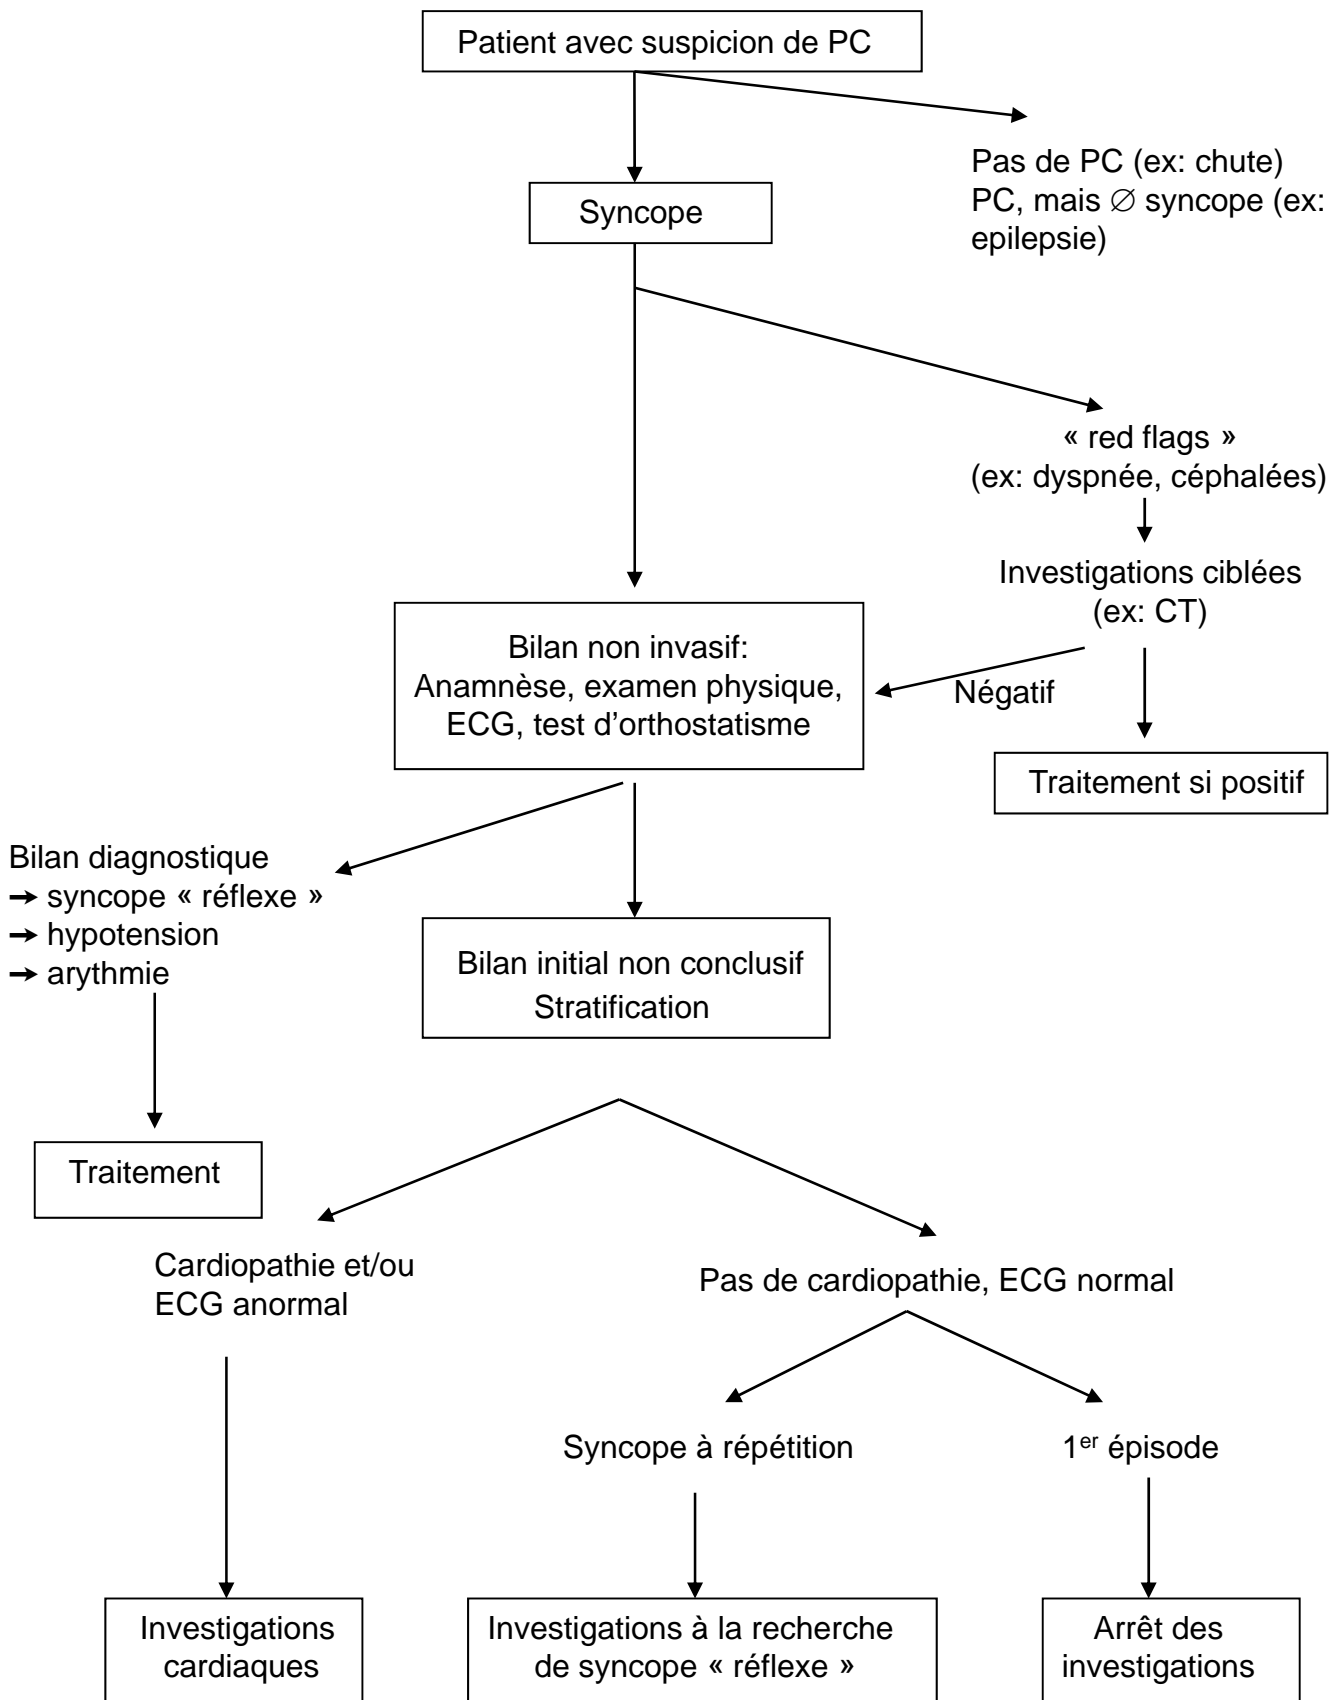 Patient avec suspicion de PC
Pas de PC (ex: chute)
PC, mais ∅ syncope (ex:
epilepsie)
Syncope
« red flags »
(ex: dyspnée, céphalées)
Investigations ciblées
(ex: CT)
Bilan non invasif:
Anamnèse, examen physique,
ECG, test d’orthostatisme
Négatif
Traitement si positif
Bilan diagnostique
→ syncope « réflexe »
→ hypotension
→ arythmie
Bilan initial non conclusif
Stratification
Traitement
Cardiopathie et/ou
ECG anormal
Pas de cardiopathie, ECG normal
Syncope à répétition
1er épisode
Investigations
cardiaques
Investigations à la recherche
de syncope « réflexe »
Arrêt des
investigations